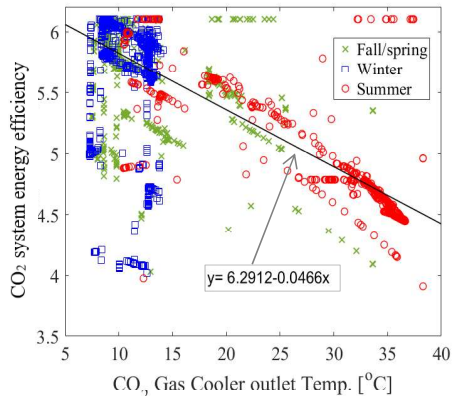 6
5.5
5
4.5
4
3.5
CO2 system energy efficiency
× Fall/spring
□ Winter
○ Summer
y= 6.2912-0.0466x
5 10 15 20 25 30 35 40
CO2 Gas Cooler outlet Temp. [°C]